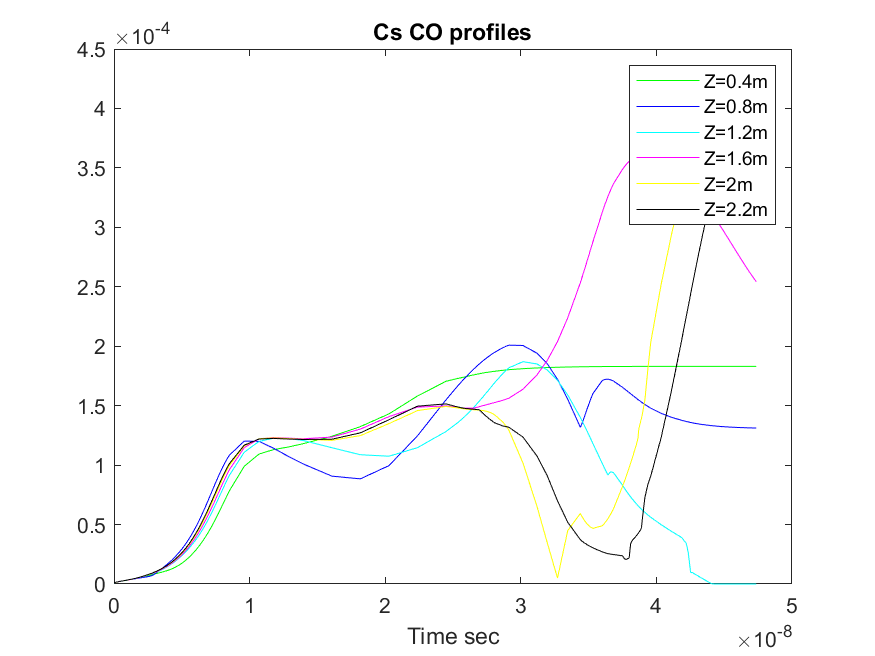 Cs CO profiles
×10-4
4.5
4
3.5
3
2.5
2
1.5
1
0.5
0
Z=0.4m
Z=0.8m
Z=1.2m
Z=1.6m
Z=2m
Z=2.2m
0 1 2 3 4 5
Time sec
×10-8